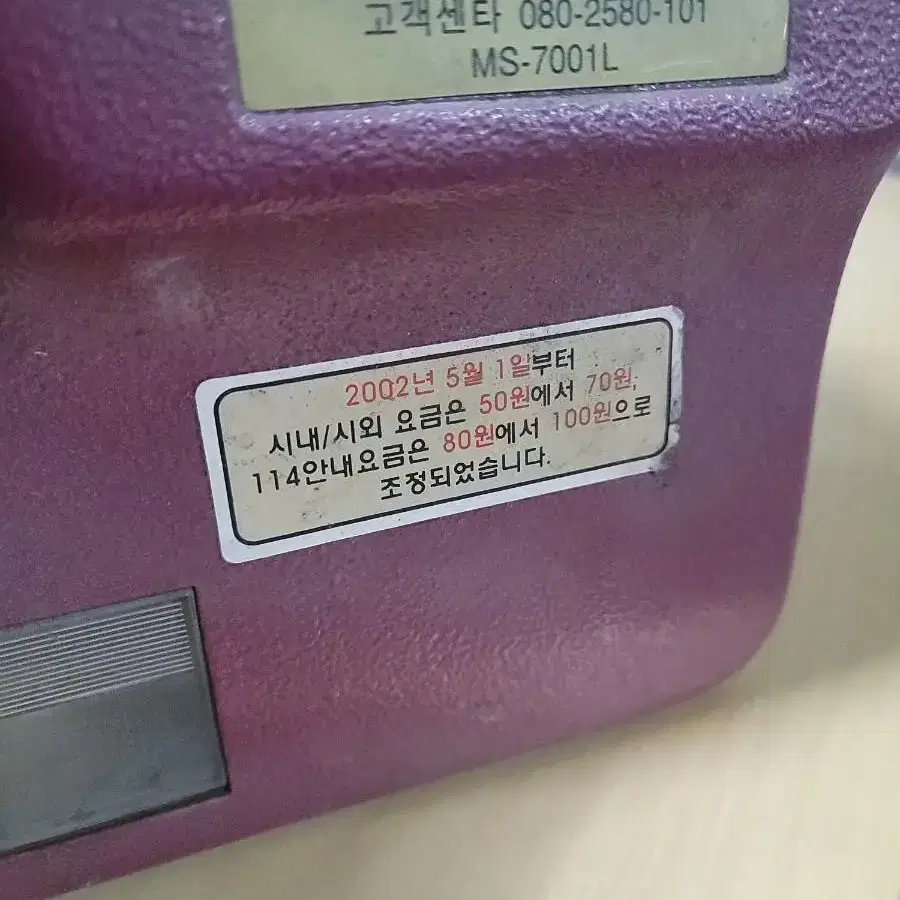 고객센타 080-2580-101
MS-7001L
2002년 5월 1일부터
시내/시외 요금은 50원에서 70원,
114안내요금은 80원에서 100원으로
조정되었습니다.